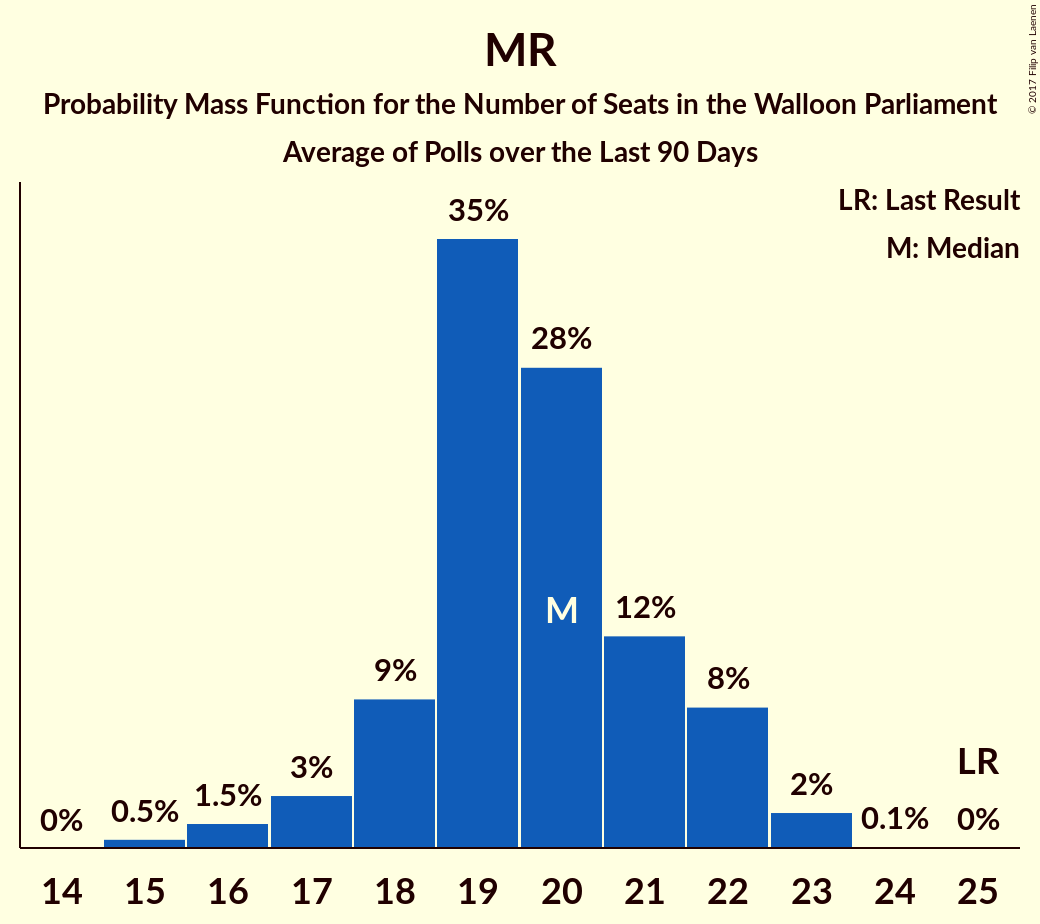 MR
Probability Mass Function for the Number of Seats in the Walloon Parliament
Average of Polls over the Last 90 Days
© 2017 Filip van Laenen
LR: Last Result
M: Median
0%
0.5%
1.5%
3%
9%
35%
28%
12%
8%
2%
0.1%
0%
LR
M
14 15 16 17 18 19 20 21 22 23 24 25